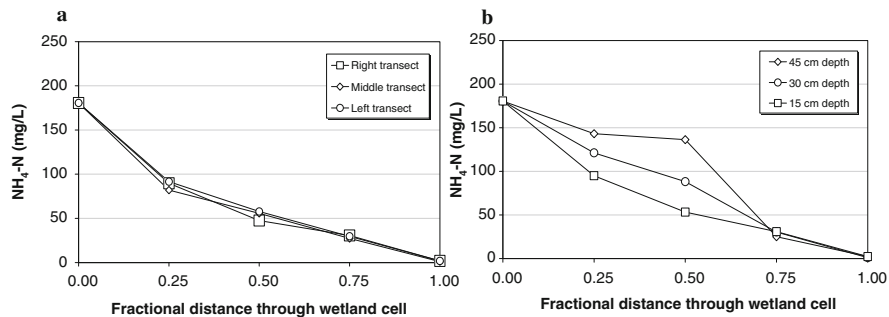 a
NH4-N (mg/L)
250
200
150
100
50
0
0.00 0.25 0.50 0.75 1.00
Fractional distance through wetland cell
Right transect
Middle transect
Left transect
b
NH4-N (mg/L)
250
200
150
100
50
0
0.00 0.25 0.50 0.75 1.00
Fractional distance through wetland cell
45 cm depth
30 cm depth
15 cm depth